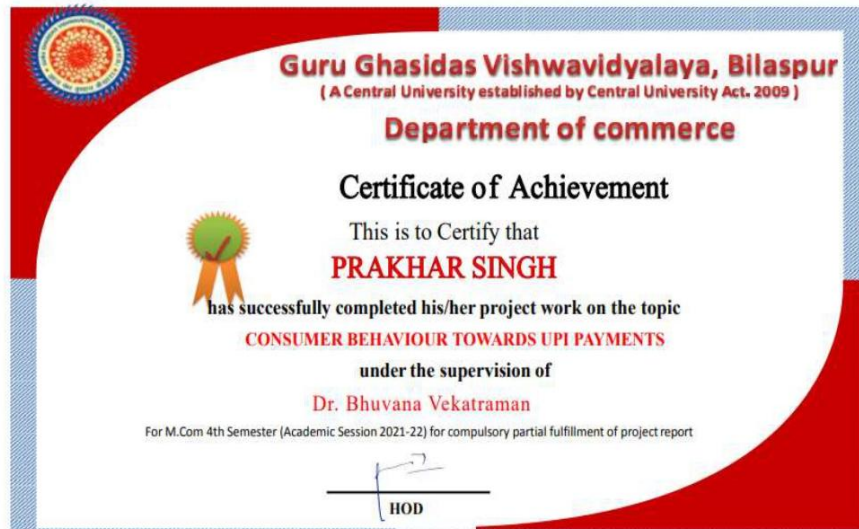 Guru Ghasidas Vishwavidyalaya, Bilaspur
( A Central University established by Central University Act. 2009 )
Department of commerce
Certificate of Achievement
This is to Certify that
PRAKHAR SINGH
has successfully completed his/her project work on the topic
CONSUMER BEHAVIOUR TOWARDS UPI PAYMENTS
under the supervision of
Dr. Bhuvana Vekatraman
For M.Com 4th Semester (Academic Session 2021-22) for compulsory partial fulfillment of project report
HOD